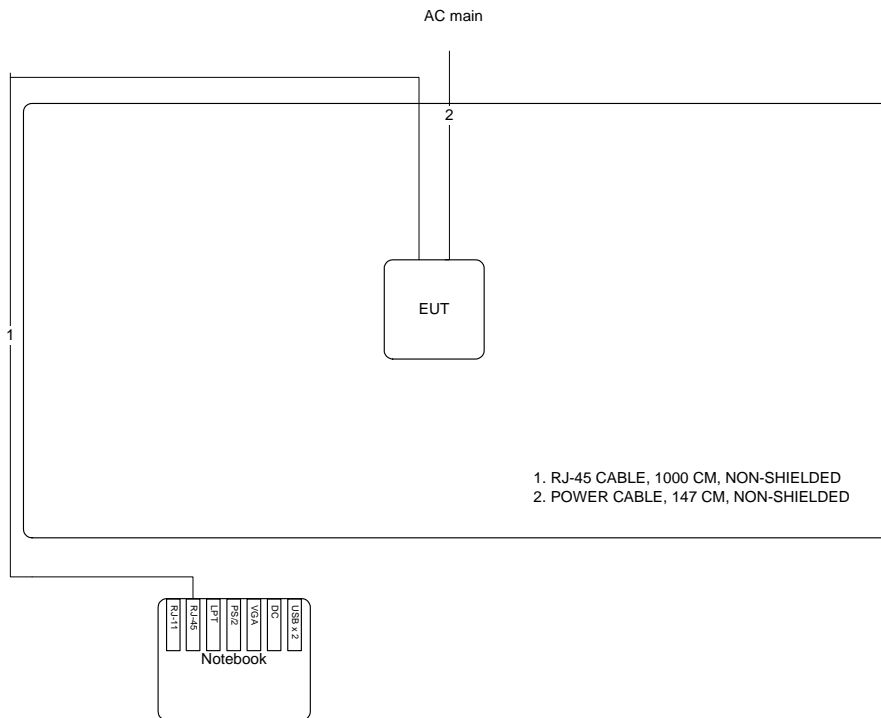 AC main
2
EUT
1
1. RJ-45 CABLE, 1000 CM, NON-SHIELDED
2. POWER CABLE, 147 CM, NON-SHIELDED
RJ-11
RJ-45
LPT
PS/2
VGA
DC
USB x 2
Notebook